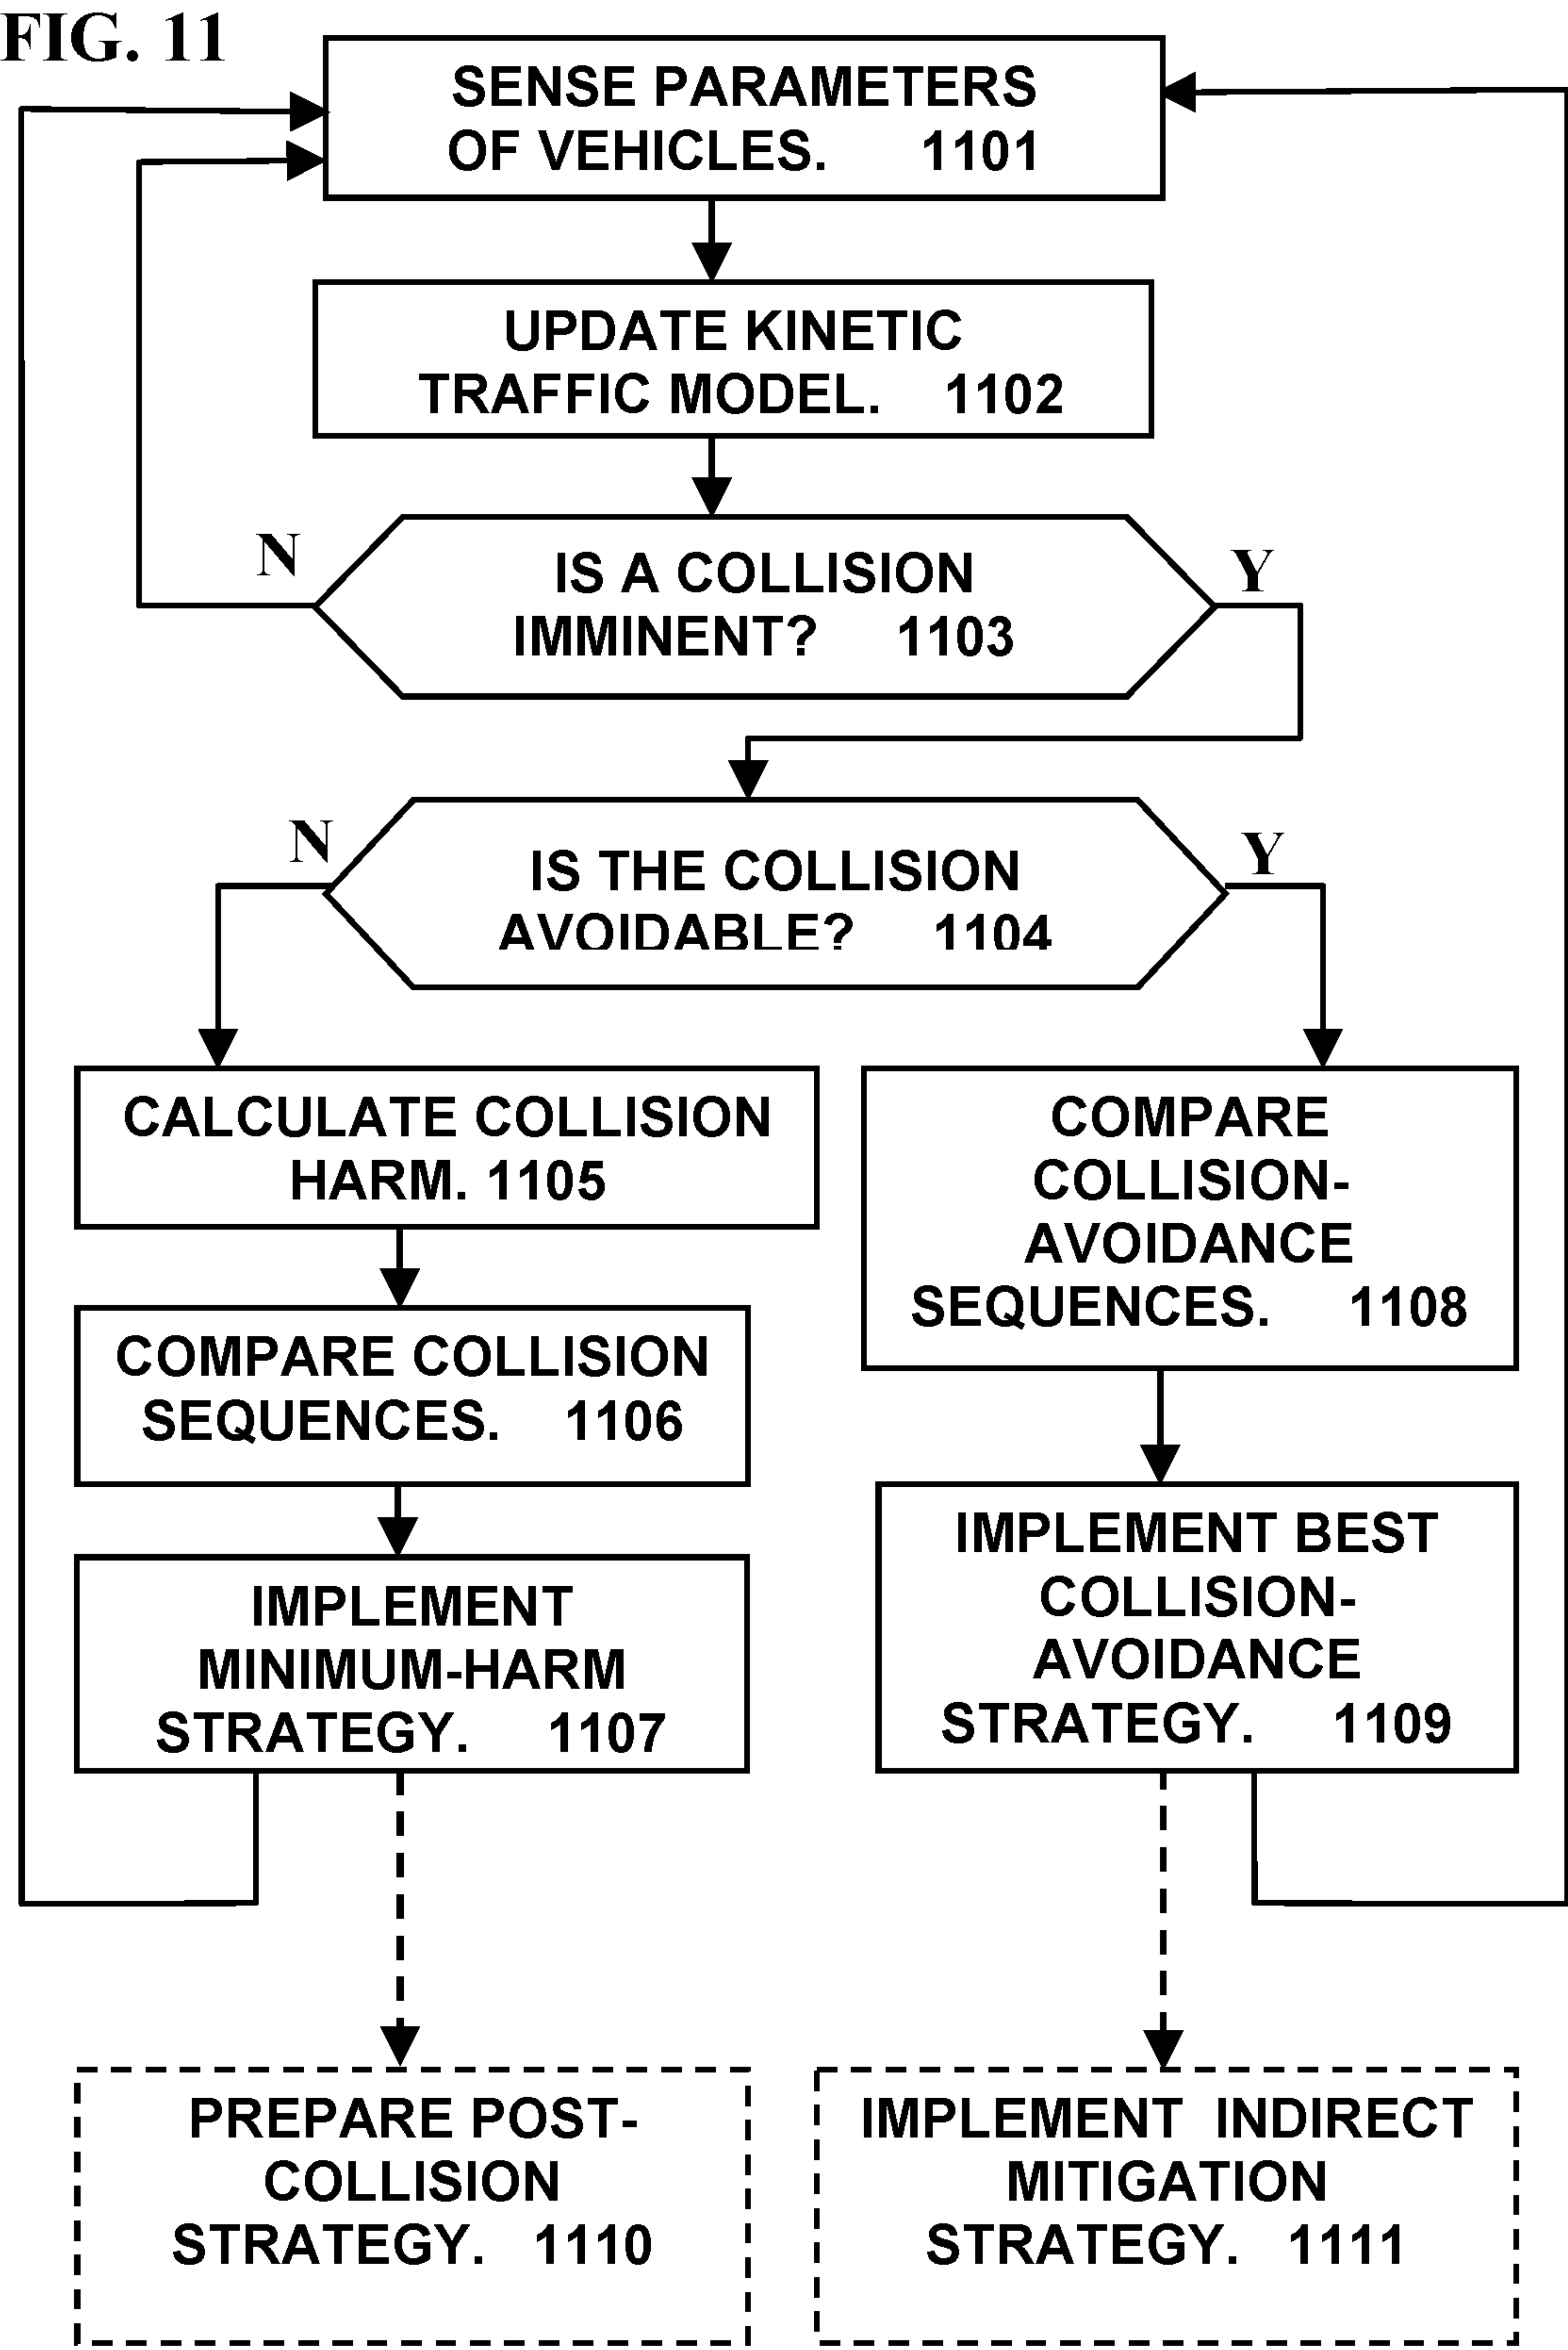 FIG. 11
SENSE PARAMETERS
OF VEHICLES. 1101
UPDATE KINETIC
TRAFFIC MODEL. 1102
N
Y
IS A COLLISION
IMMINENT? 1103
N
Y
IS THE COLLISION
AVOIDABLE? 1104
CALCULATE COLLISION
HARM. 1105
COMPARE COLLISION
SEQUENCES. 1106
IMPLEMENT
MINIMUM-HARM
STRATEGY. 1107
COMPARE
COLLISION-
AVOIDANCE
SEQUENCES. 1108
IMPLEMENT BEST
COLLISION-
AVOIDANCE
STRATEGY. 1109
PREPARE POST-
COLLISION
STRATEGY. 1110
IMPLEMENT INDIRECT
MITIGATION
STRATEGY. 1111